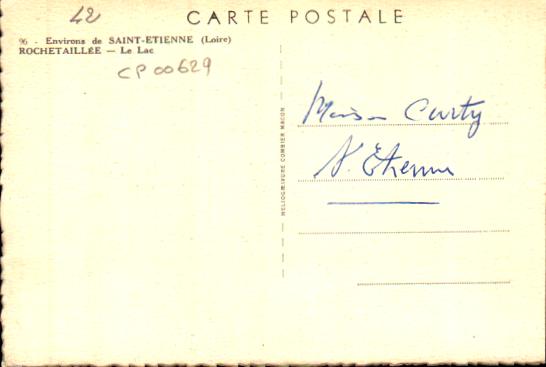 42
CARTE POSTALE
96 - Environs de SAINT-ETIENNE (Loire)
ROCHETAILLÉE — Le Lac
CP 00629
HELIOGRAVURE COMBIER MACON
Maison Curty
St. Etienne